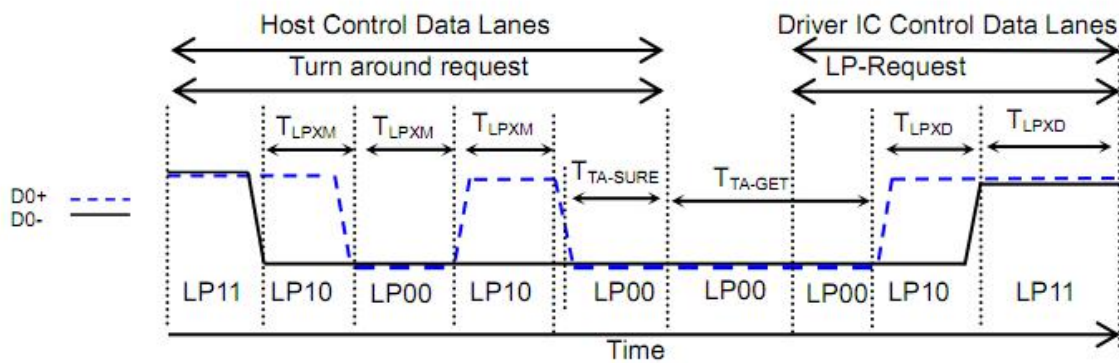 Host Control Data Lanes
Driver IC Control Data Lanes
Turn around request
LP-Request
TLPXM TLPXM TLPXM TLPXD TLPXD
TTA-SURE TTA-GET
D0+
D0-
LP11 LP10 LP00 LP10 LP00 LP00 LP00 LP10 LP11
Time